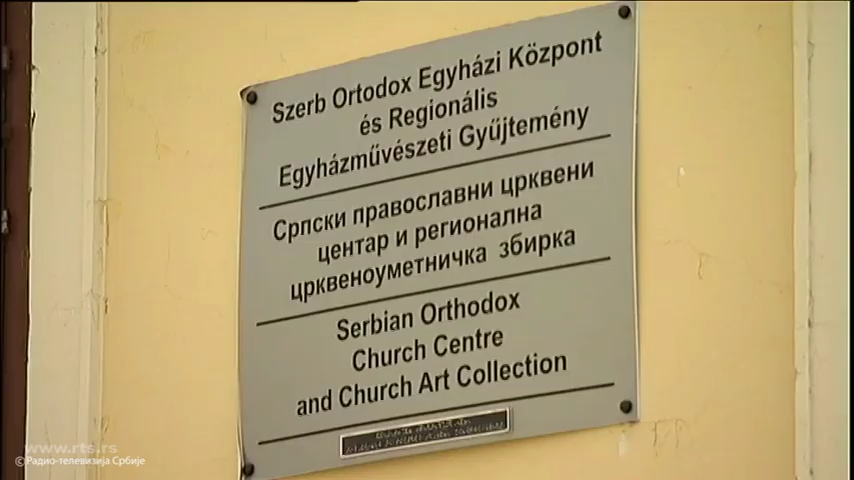 Szerb Ortodox Egyházi Központ
és Regionális
Egyházművészeti Gyűjtemény
Српски православни црквени
центар и регионална
црквеноуметничка збирка
Serbian Orthodox
Church Centre
and Church Art Collection
www.rts.rs
©Радио-телевизија Србије